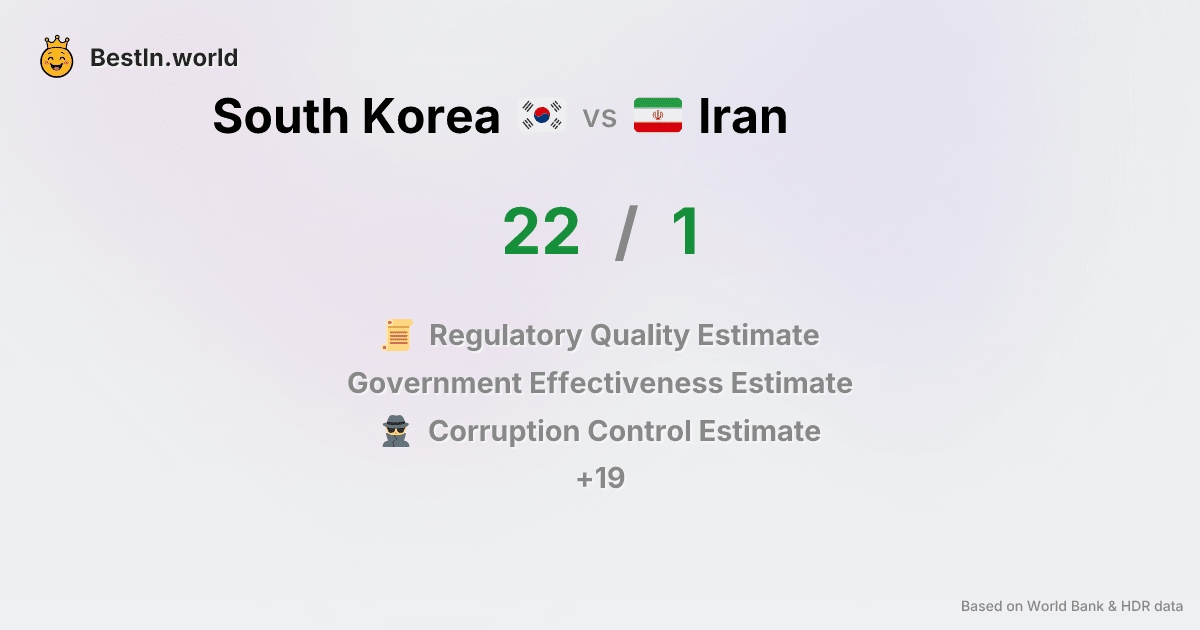 BestIn.world
South Korea vs Iran
22 / 1
Regulatory Quality Estimate
Government Effectiveness Estimate
Corruption Control Estimate
+19
Based on World Bank & HDR data